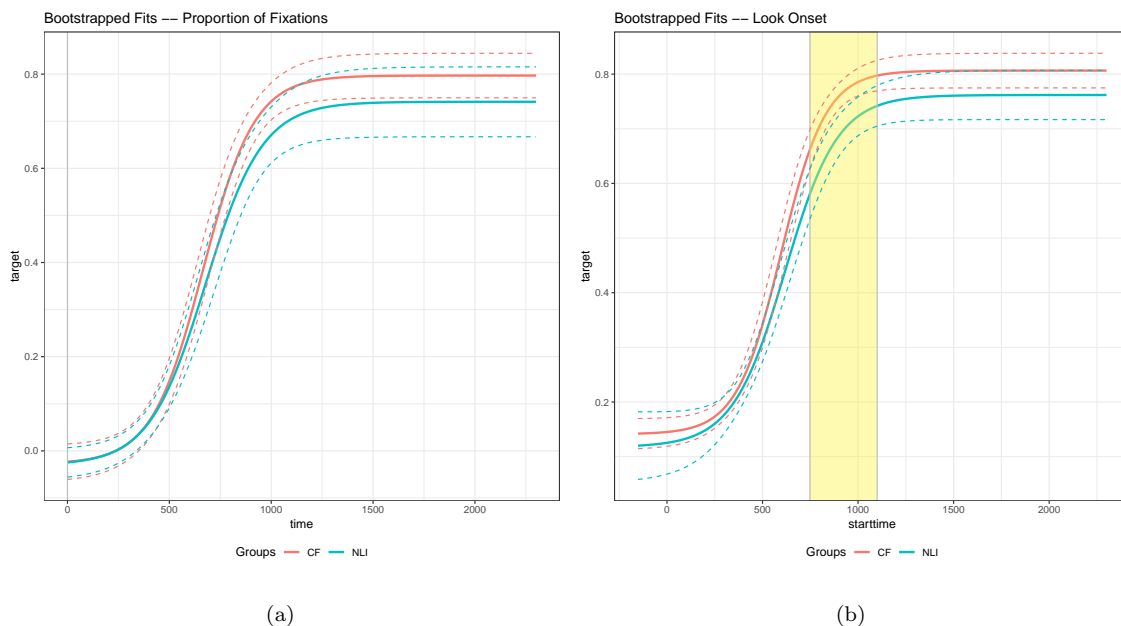 Bootstrapped Fits −− Proportion of Fixations
target
0.8
0.6
0.4
0.2
0.0
0 500 1000 1500 2000
time
Groups CF NLI
(a)
Bootstrapped Fits −− Look Onset
target
0.8
0.6
0.4
0.2
0 500 1000 1500 2000
starttime
Groups CF NLI
(b)